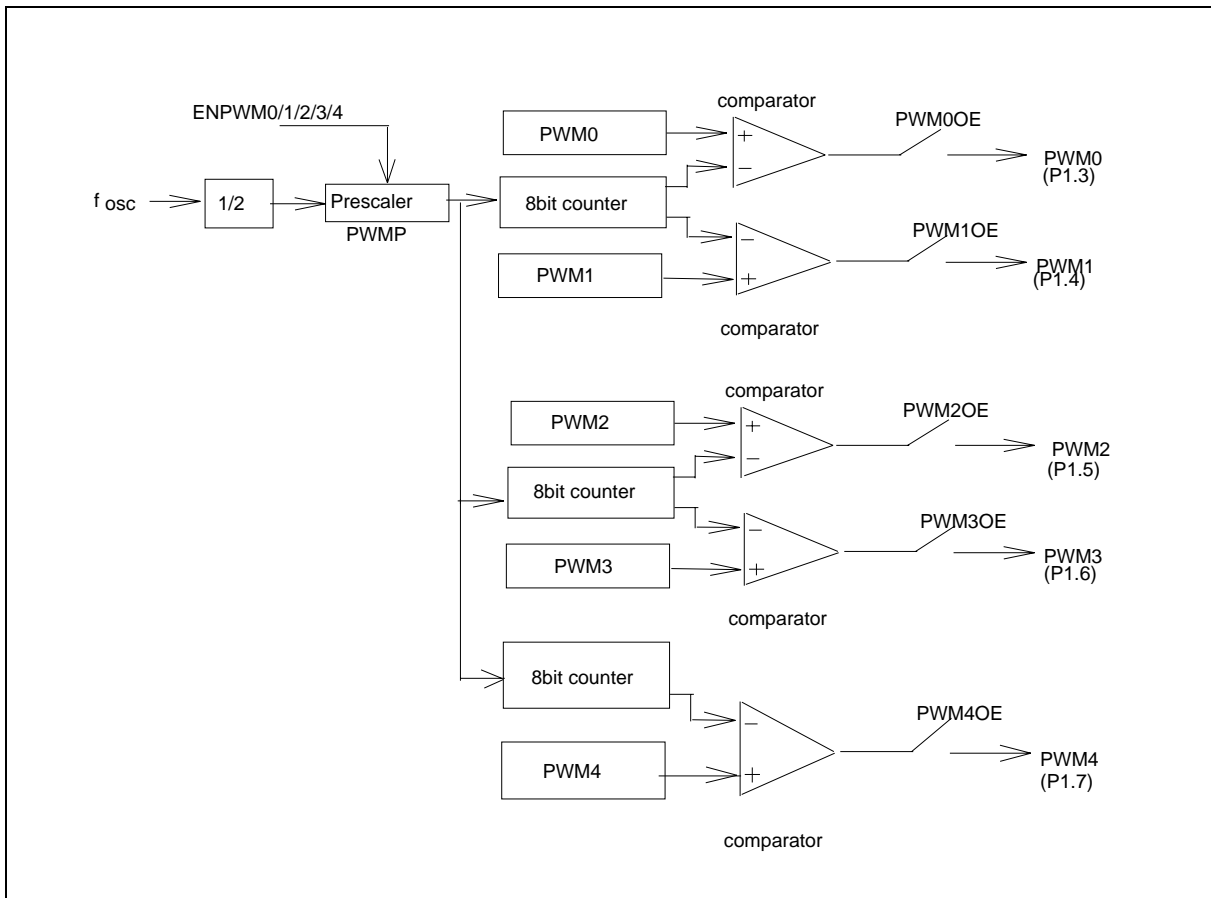 comparator
ENPWM0/1/2/3/4
PWM0
PWM0OE
+
−
PWM0
(P1.3)
f osc
1/2
Prescaler
PWMP
8bit counter
−
+
PWM1OE
PWM1
(P1.4)
PWM1
comparator
comparator
PWM2
+
−
PWM2OE
PWM2
(P1.5)
8bit counter
−
+
PWM3OE
PWM3
(P1.6)
PWM3
comparator
8bit counter
−
+
PWM4OE
PWM4
(P1.7)
PWM4
comparator